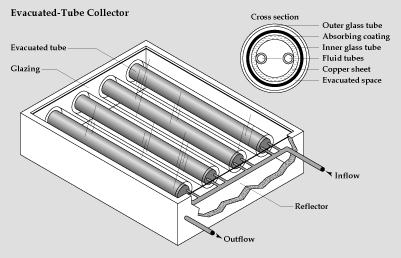 Evacuated-Tube Collector
Cross section
Outer glass tube
Absorbing coating
Inner glass tube
Fluid tubes
Copper sheet
Evacuated space
Evacuated tube
Glazing
Inflow
Reflector
Outflow